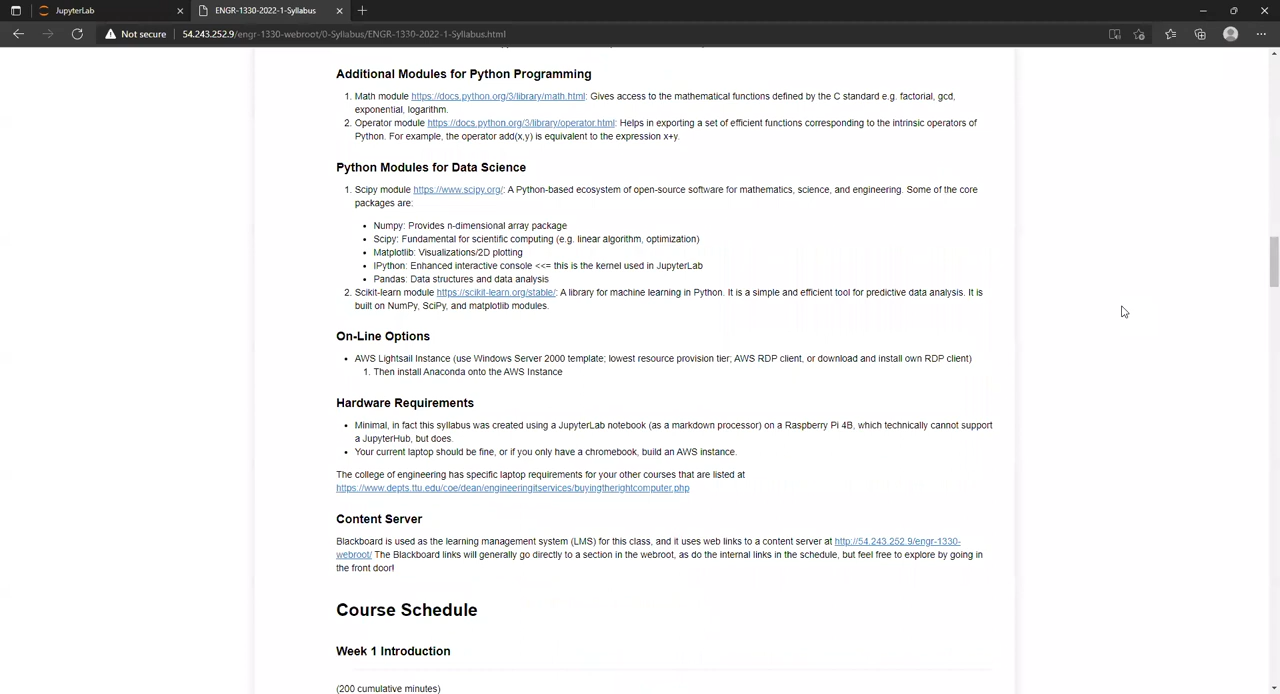 JupyterLab
ENGR-1330-2022-1-Syllabus
Not secure
54.243.252.9/engr-1330-webroot/0-Syllabus/ENGR-1330-2022-1-Syllabus.html
Additional Modules for Python Programming
1. Math module https://docs.python.org/3/library/math.html: Gives access to the mathematical functions defined by the C standard e.g. factorial, gcd,
exponential, logarithm.
2. Operator module https://docs.python.org/3/library/operator.html: Helps in exporting a set of efficient functions corresponding to the intrinsic operators of
Python. For example, the operator add(x,y) is equivalent to the expression x+y.
Python Modules for Data Science
1. Scipy module https://www.scipy.org/: A Python-based ecosystem of open-source software for mathematics, science, and engineering. Some of the core
packages are:
• Numpy: Provides n-dimensional array package
• Scipy: Fundamental for scientific computing (e.g. linear algorithm, optimization)
• Matplotlib: Visualizations/2D plotting
• IPython: Enhanced interactive console <<= this is the kernel used in JupyterLab
• Pandas: Data structures and data analysis
2. Scikit-learn module https://scikit-learn.org/stable/: A library for machine learning in Python. It is a simple and efficient tool for predictive data analysis. It is
built on NumPy, SciPy, and matplotlib modules.
On-Line Options
• AWS Lightsail Instance (use Windows Server 2000 template; lowest resource provision tier; AWS RDP client, or download and install own RDP client)
1. Then install Anaconda onto the AWS Instance
Hardware Requirements
• Minimal, in fact this syllabus was created using a JupyterLab notebook (as a markdown processor) on a Raspberry Pi 4B, which technically cannot support
a JupyterHub, but does.
• Your current laptop should be fine, or if you only have a chromebook, build an AWS instance.
The college of engineering has specific laptop requirements for your other courses that are listed at
https://www.depts.ttu.edu/coe/dean/engineeringitservices/buyingtherightcomputer.php
Content Server
Blackboard is used as the learning management system (LMS) for this class, and it uses web links to a content server at http://54.243.252.9/engr-1330-
webroot/ The Blackboard links will generally go directly to a section in the webroot, as do the internal links in the schedule, but feel free to explore by going in
the front door!
Course Schedule
Week 1 Introduction
(200 cumulative minutes)